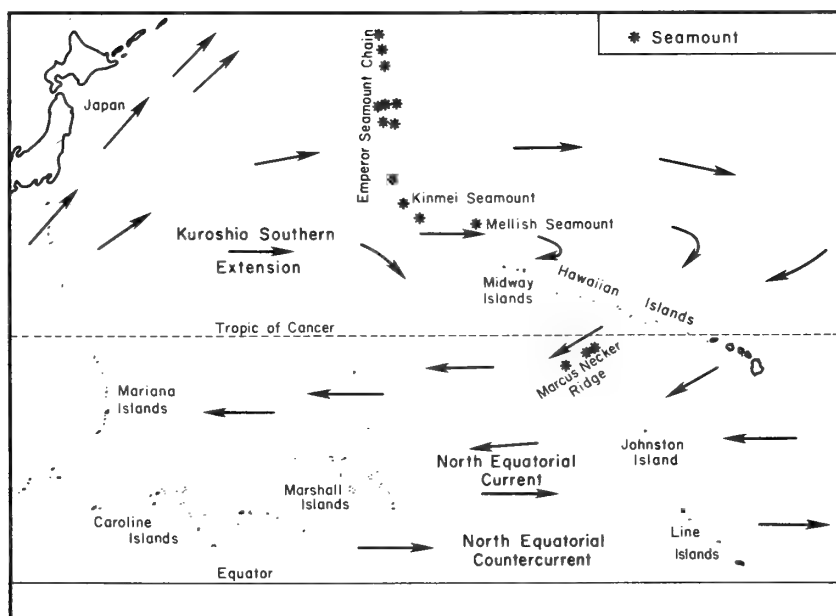 Seamount
Japan
Emperor Seamount Chain
Kinmei Seamount
Mellish Seamount
Kuroshio Southern
Extension
Midway
Islands
Hawaiian Islands
Tropic of Cancer
Marcus Necker
Ridge
Mariana
Islands
Johnston
Island
North Equatorial
Current
Marshall
Islands
Caroline
Islands
North Equatorial
Countercurrent
Line
Islands
Equator